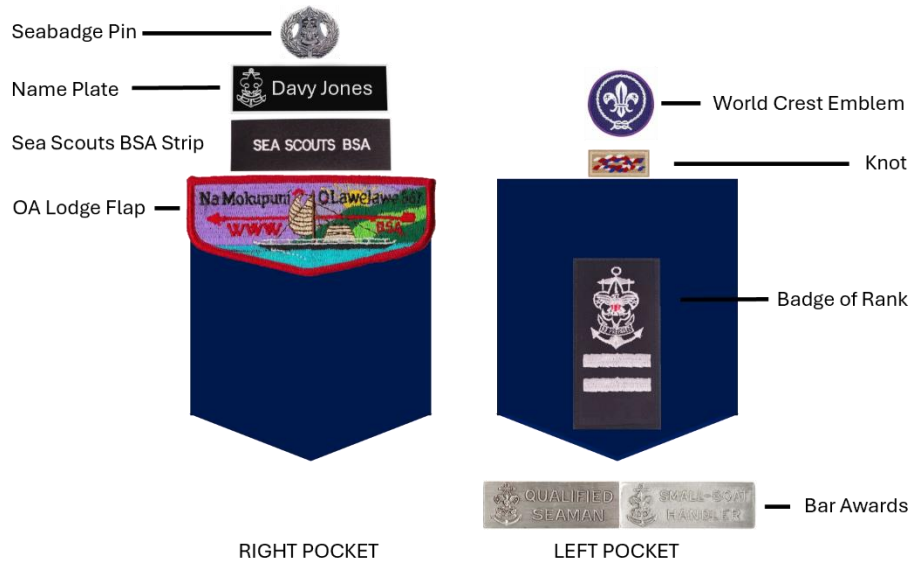 Seabadge Pin
Name Plate
Davy Jones
Sea Scouts BSA Strip
SEA SCOUTS BSA
OA Lodge Flap
Na Mokupuni O Lawelawe 567
WWW BSA
RIGHT POCKET
World Crest Emblem
Knot
Badge of Rank
QUALIFIED
SEAMAN
SMALL-BOAT
HANDLER
Bar Awards
LEFT POCKET